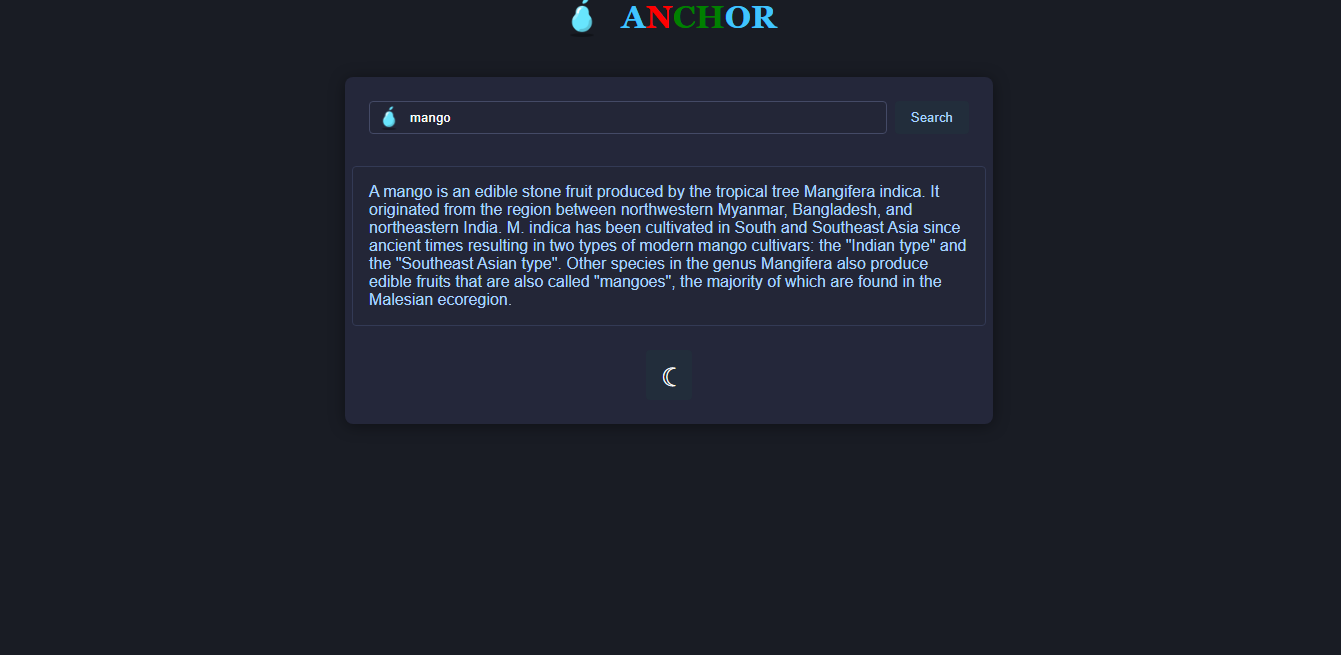 ANCHOR
mango
Search
A mango is an edible stone fruit produced by the tropical tree Mangifera indica. It
originated from the region between northwestern Myanmar, Bangladesh, and
northeastern India. M. indica has been cultivated in South and Southeast Asia since
ancient times resulting in two types of modern mango cultivars: the "Indian type" and
the "Southeast Asian type". Other species in the genus Mangifera also produce
edible fruits that are also called "mangoes", the majority of which are found in the
Malesian ecoregion.